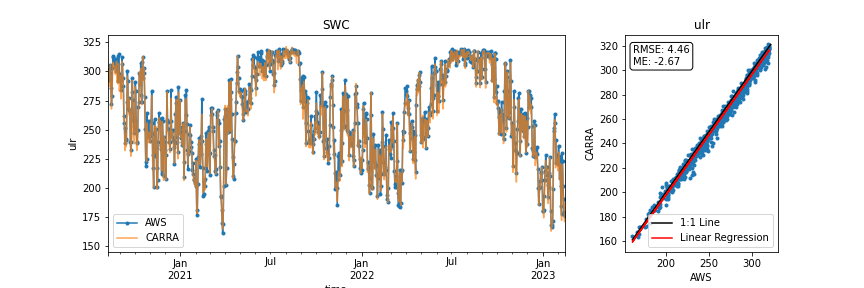 SWC
ulr
325
300
275
250
225
200
175
150
ulr
AWS
CARRA
Jan
2021
Jul
Jan
2022
Jul
Jan
2023
ulr
CARRA
320
300
280
260
240
220
200
180
160
RMSE: 4.46
ME: -2.67
1:1 Line
Linear Regression
200
250
300
AWS